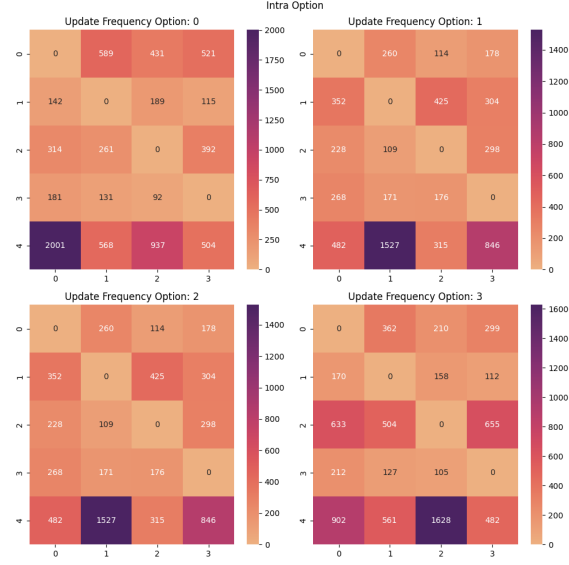 Intra Option
Update Frequency Option: 0
0 0 589 431 521
1 142 0 189 115
2 314 261 0 392
3 181 131 92 0
4 2001 568 937 504
0 1 2 3
2000
1750
1500
1250
1000
750
500
250
0
Update Frequency Option: 1
0 0 260 114 178
1 352 0 425 304
2 228 109 0 298
3 268 171 176 0
4 482 1527 315 846
0 1 2 3
1400
1200
1000
800
600
400
200
0
Update Frequency Option: 2
0 0 260 114 178
1 352 0 425 304
2 228 109 0 298
3 268 171 176 0
4 482 1527 315 846
0 1 2 3
1400
1200
1000
800
600
400
200
0
Update Frequency Option: 3
0 0 362 210 299
1 170 0 158 112
2 633 504 0 655
3 212 127 105 0
4 902 561 1628 482
0 1 2 3
1600
1400
1200
1000
800
600
400
200
0